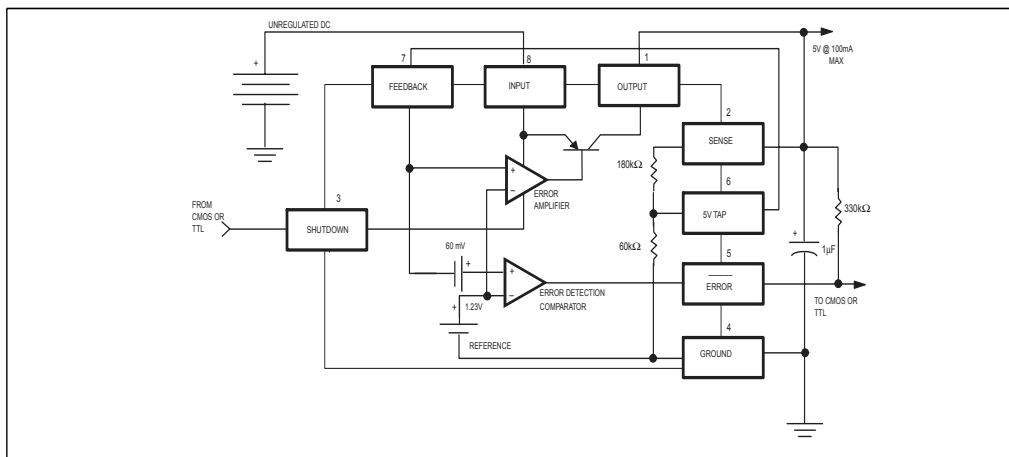 UNREGULATED DC
5V @ 100mA
MAX
7
8
1
FEEDBACK
INPUT
OUTPUT
+
2
SENSE
180kΩ
+
−
ERROR
AMPLIFIER
6
5V TAP
330kΩ
FROM
CMOS OR
TTL
3
SHUTDOWN
60kΩ
+
1µF
60 mV
+
+
−
5
ERROR
ERROR DETECTION
COMPARATOR
TO CMOS OR
TTL
+
1.23V
REFERENCE
4
GROUND